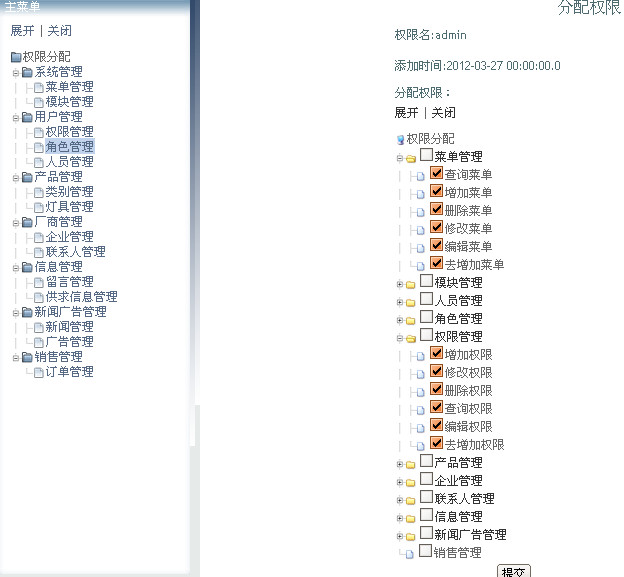 主菜单
展开 | 关闭
权限分配
系统管理
菜单管理
模块管理
用户管理
权限管理
角色管理
人员管理
产品管理
类别管理
灯具管理
厂商管理
企业管理
联系人管理
信息管理
留言管理
供求信息管理
新闻广告管理
新闻管理
广告管理
销售管理
订单管理
分配权限
权限名:admin
添加时间:2012-03-27 00:00:00.0
分配权限：
展开 | 关闭
权限分配
菜单管理
查询菜单
增加菜单
删除菜单
修改菜单
编辑菜单
去增加菜单
模块管理
人员管理
角色管理
权限管理
增加权限
修改权限
删除权限
查询权限
编辑权限
去增加权限
产品管理
企业管理
联系人管理
信息管理
新闻广告管理
销售管理
提交